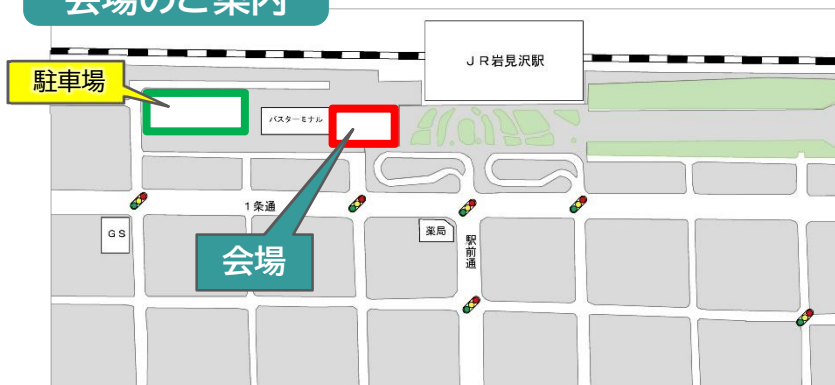 会場のご案内
JR岩見沢駅
駐車場
バスターミナル
1条通
GS
薬局
駅前通
会場